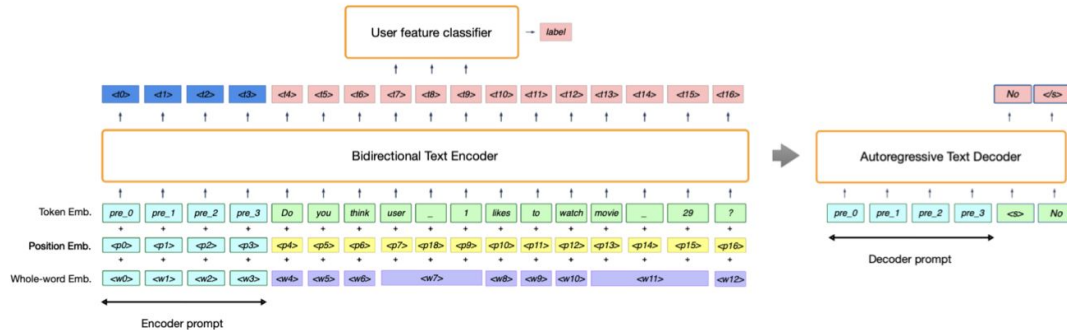 User feature classifier
label
<t0> <t1> <t2> <t3> <t4> <t5> <t6> <t7> <t8> <t9> <t10> <t11> <t12> <t13> <t14> <t15> <t16>
No </s>
Bidirectional Text Encoder
Autoregressive Text Decoder
Token Emb. pre_0 pre_1 pre_2 pre_3 Do you think user _ 1 likes to watch movie _ 29 ?
pre_0 pre_1 pre_2 pre_3 <s> No
+ + + + + + + + + + + + + + + + +
Position Emb. <p0> <p1> <p2> <p3> <p4> <p5> <p6> <p7> <p18> <p9> <p10> <p11> <p12> <p13> <p14> <p15> <p16>
+ + + + + + + + + + + + + + + + +
Whole-word Emb. <w0> <w1> <w2> <w3> <w4> <w5> <w6> <w7> <w8> <w9> <w10> <w11> <w12>
Decoder prompt
Encoder prompt